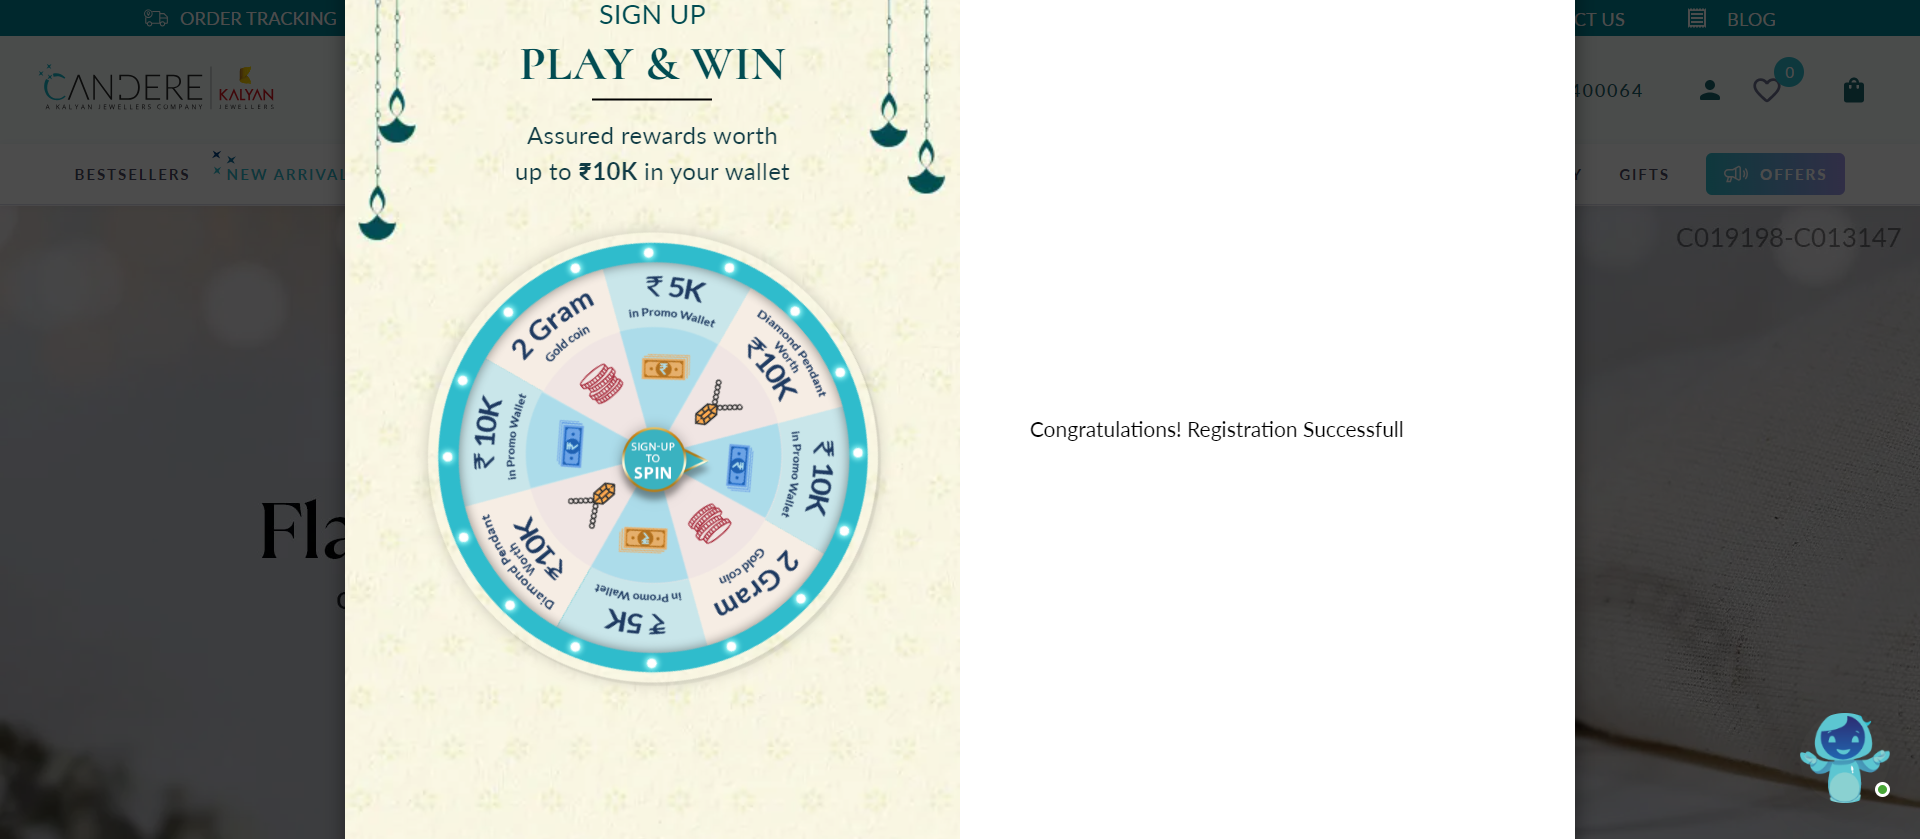 ORDER TRACKING
CT US
BLOG
CANDERE
A KALYAN JEWELLERS COMPANY
KALYAN
JEWELLERS
400064
0
BESTSELLERS
NEW ARRIVAL
Y
GIFTS
OFFERS
C019198-C013147
Fla
SIGN UP
PLAY & WIN
Assured rewards worth
up to ₹10K in your wallet
₹ 5K
in Promo Wallet
Diamond Pendant
Worth
₹10K
₹ 10K
in Promo Wallet
2 Gram
Gold coin
₹ 5K
in Promo Wallet
Diamond Pendant
Worth
₹10K
₹ 10K
in Promo Wallet
2 Gram
Gold coin
SIGN-UP
TO
SPIN
Congratulations! Registration Successfull